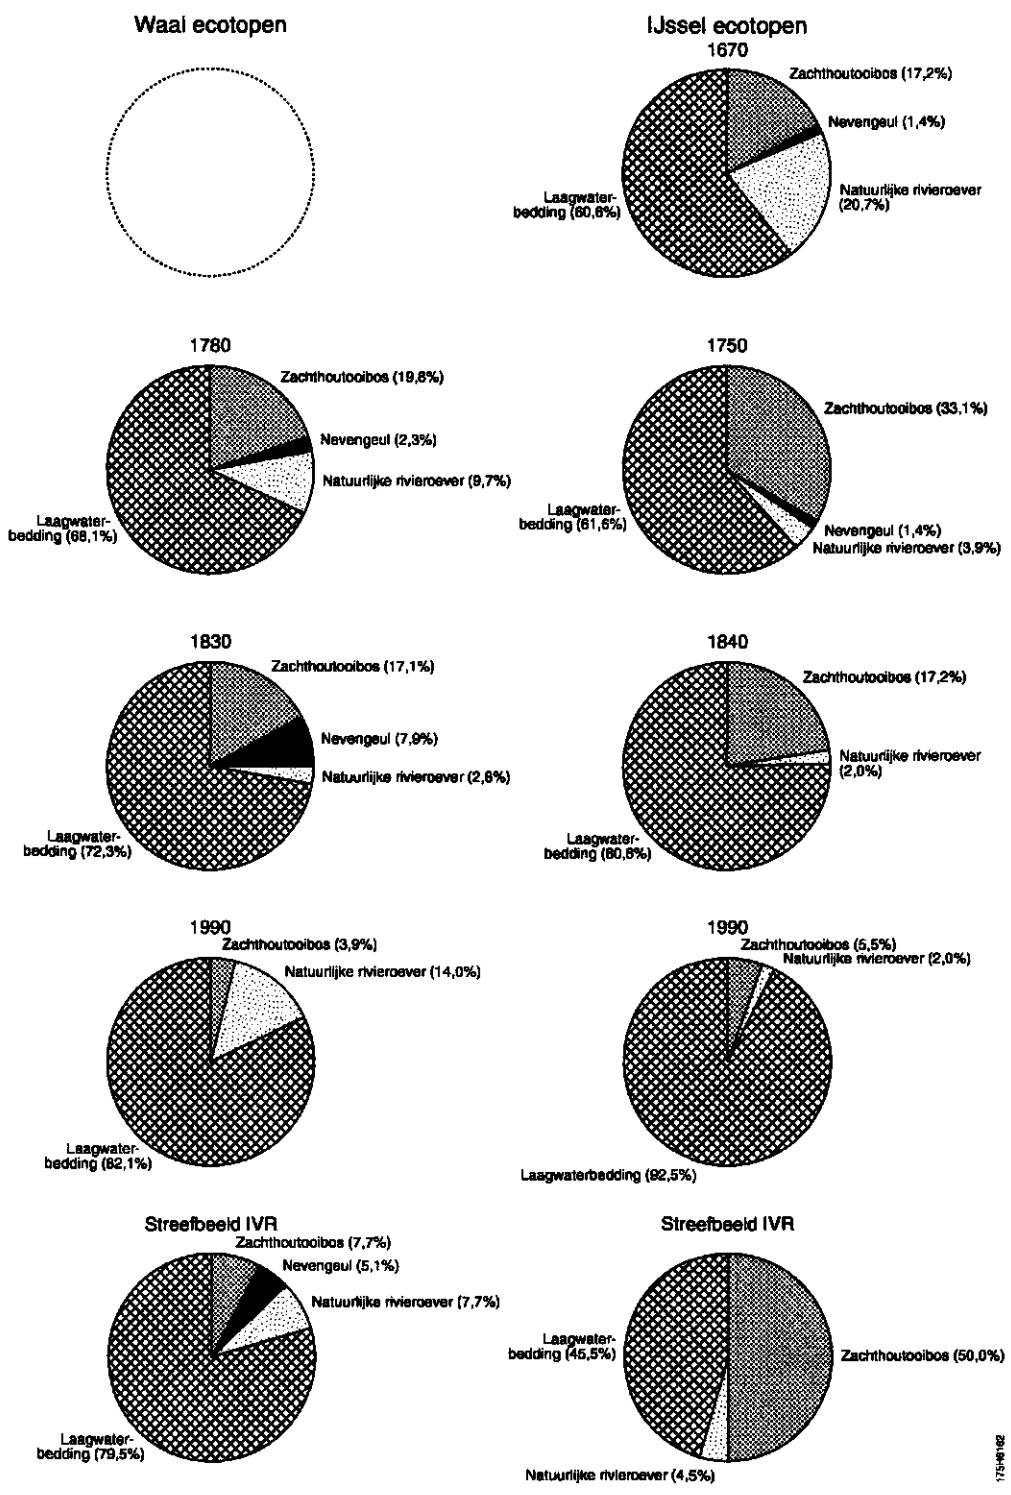 Waal ecotopen
IJssel ecotopen
1670
Zachthoutooibos (17,2%)
Nevengeul (1,4%)
Natuurlijke rivieroever
(20,7%)
Laagwater-
bedding (60,6%)
1780
Zachthoutooibos (19,8%)
Nevengeul (2,3%)
Natuurlijke rivieroever (9,7%)
Laagwater-
bedding (68,1%)
1750
Zachthoutooibos (33,1%)
Nevengeul (1,4%)
Natuurlijke rivieroever (3,9%)
Laagwater-
bedding (61,6%)
1830
Zachthoutooibos (17,1%)
Nevengeul (7,9%)
Natuurlijke rivieroever (2,6%)
Laagwater-
bedding (72,3%)
1840
Zachthoutooibos (17,2%)
Natuurlijke rivieroever
(2,0%)
Laagwater-
bedding (60,6%)
1990
Zachthoutooibos (3,9%)
Natuurlijke rivieroever (14,0%)
Laagwater-
bedding (82,1%)
1990
Zachthoutooibos (5,5%)
Natuurlijke rivieroever (2,0%)
Laagwaterbedding (92,5%)
Streefbeeld IVR
Zachthoutooibos (7,7%)
Nevengeul (5,1%)
Natuurlijke rivieroever (7,7%)
Laagwater-
bedding (79,5%)
Streefbeeld IVR
Laagwater-
bedding (45,5%)
Zachthoutooibos (50,0%)
Natuurlijke rivieroever (4,5%)